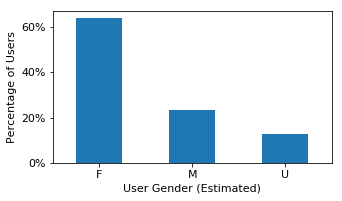 Percentage of Users
60%
40%
20%
0%
F M U
User Gender (Estimated)